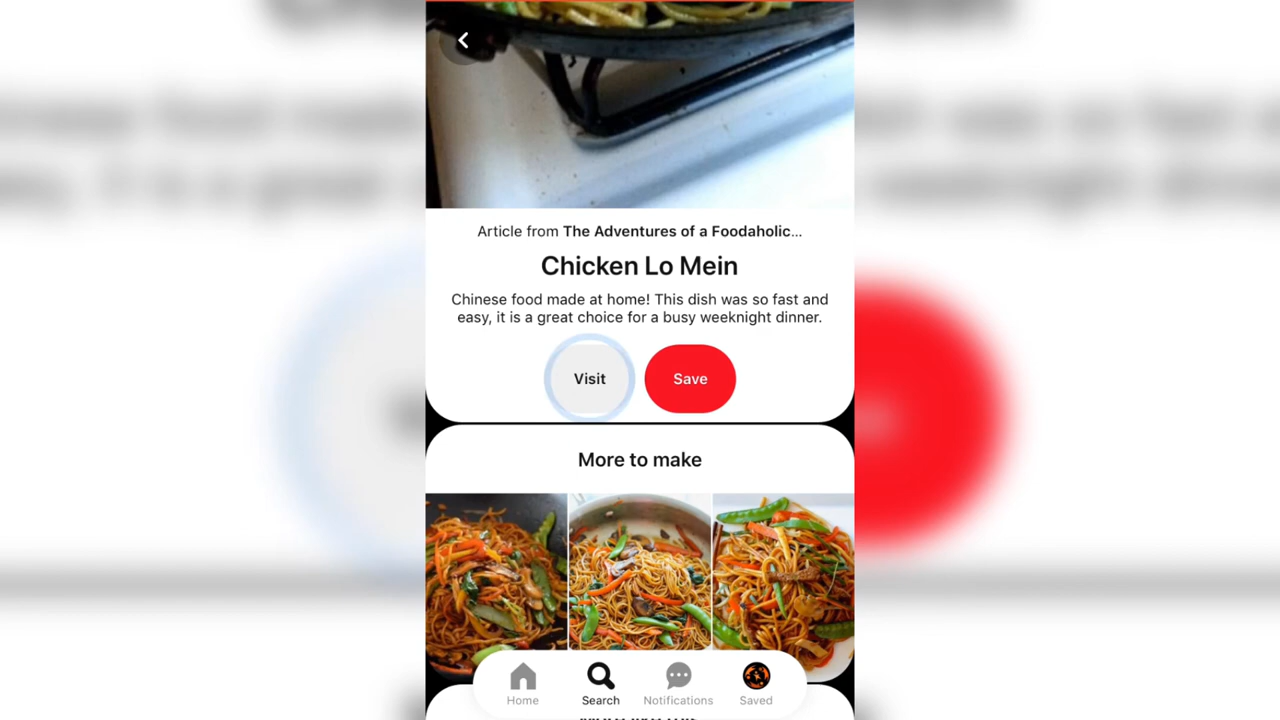 Article from The Adventures of a Foodaholic...
Chicken Lo Mein
Chinese food made at home! This dish was so fast and
easy, it is a great choice for a busy weeknight dinner.
Visit
Save
More to make
Home
Search
Notifications
Saved